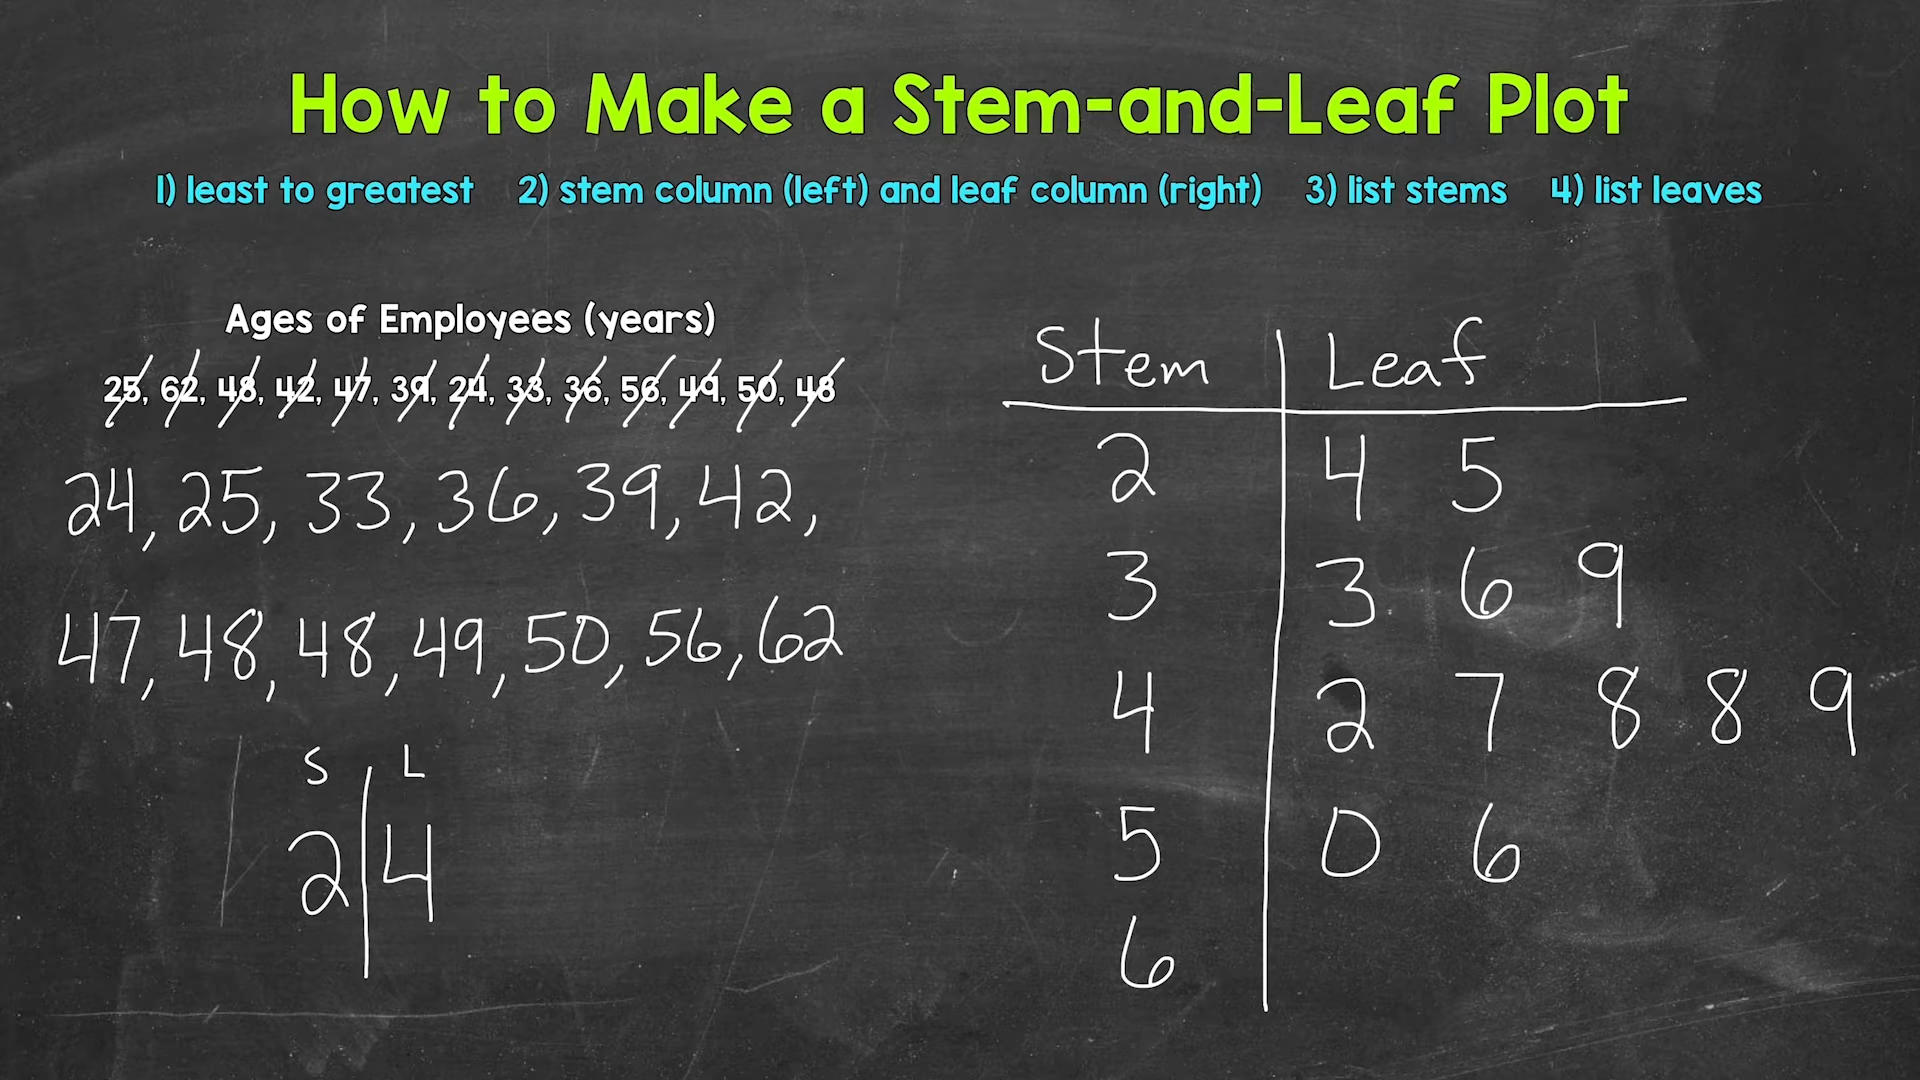 How to Make a Stem-and-Leaf Plot
1) least to greatest 2) stem column (left) and leaf column (right) 3) list stems 4) list leaves
Ages of Employees (years)
25, 62, 48, 42, 47, 39, 24, 33, 36, 56, 49, 50, 48
24, 25, 33, 36, 39, 42,
47, 48, 48, 49, 50, 56, 62
S | L
2 | 4
Stem | Leaf
2 | 4 5
3 | 3 6 9
4 | 2 7 8 8 9
5 | 0 6
6 |